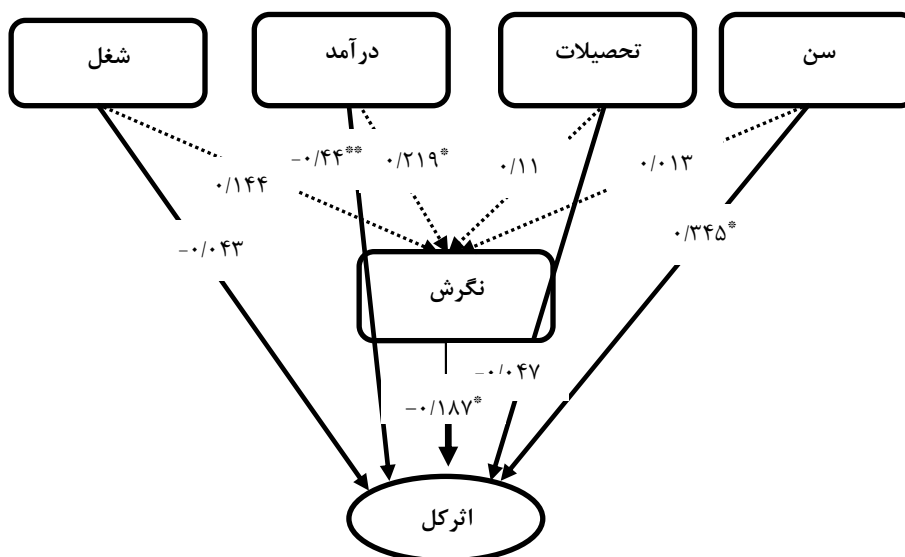 سن
تحصیلات
درآمد
شغل
۰/۰۱۳
۰/۱۱
۰/۲۱۹*
-۰/۴۴**
۰/۱۴۴
۰/۳۴۵*
-۰/۰۴۳
نگرش
-۰/۰۴۷
-۰/۱۸۷*
اثرکل